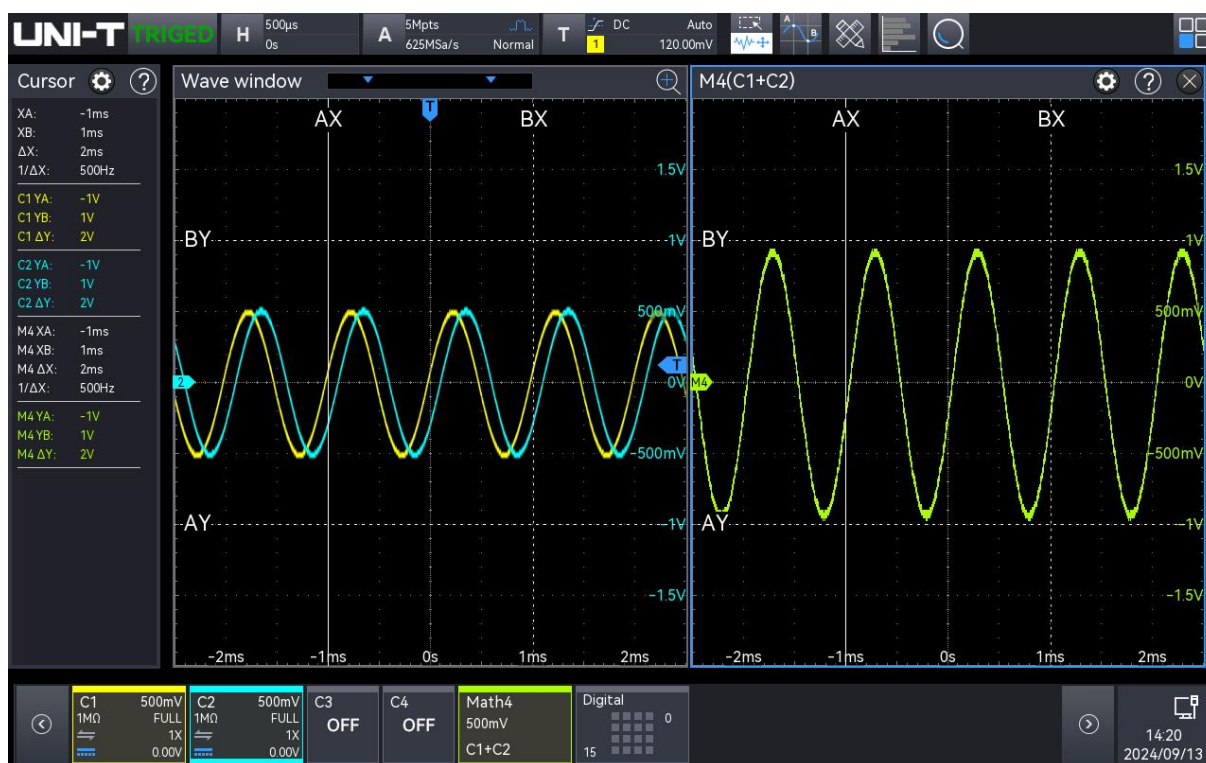 UNI-T TRIGED H 500µs 0s A 5Mpts 625MSa/s Normal T DC Auto 1 120.00mV A B
Cursor ?
XA: -1ms
XB: 1ms
ΔX: 2ms
1/ΔX: 500Hz
C1 YA: -1V
C1 YB: 1V
C1 ΔY: 2V
C2 YA: -1V
C2 YB: 1V
C2 ΔY: 2V
M4 XA: -1ms
M4 XB: 1ms
M4 ΔX: 2ms
1/ΔX: 500Hz
M4 YA: -1V
M4 YB: 1V
M4 ΔY: 2V
Wave window
T
AX BX
1.5V
BY 1V
500mV
T
2 0V
-500mV
AY -1V
-1.5V
-2ms -1ms 0s 1ms 2ms
M4(C1+C2) ?
AX BX
1.5V
BY 1V
500mV
M4 0V
-500mV
AY -1V
-1.5V
-2ms -1ms 0s 1ms 2ms
C1 500mV
1MΩ FULL
1X
0.00V
C2 500mV
1MΩ FULL
1X
0.00V
C3
OFF
C4
OFF
Math4
500mV
C1+C2
Digital
0
15
14:20
2024/09/13